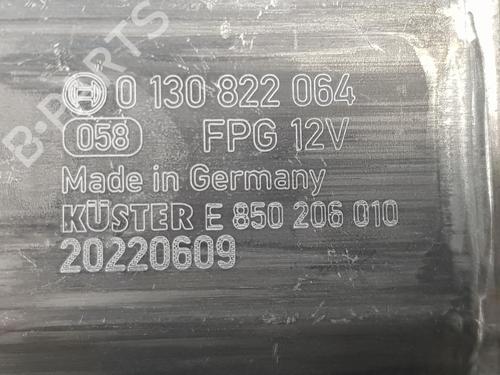 0 130 822 064
058 FPG 12V
Made in Germany
KÜSTER E 850 206 010
20220609
B-PARTS